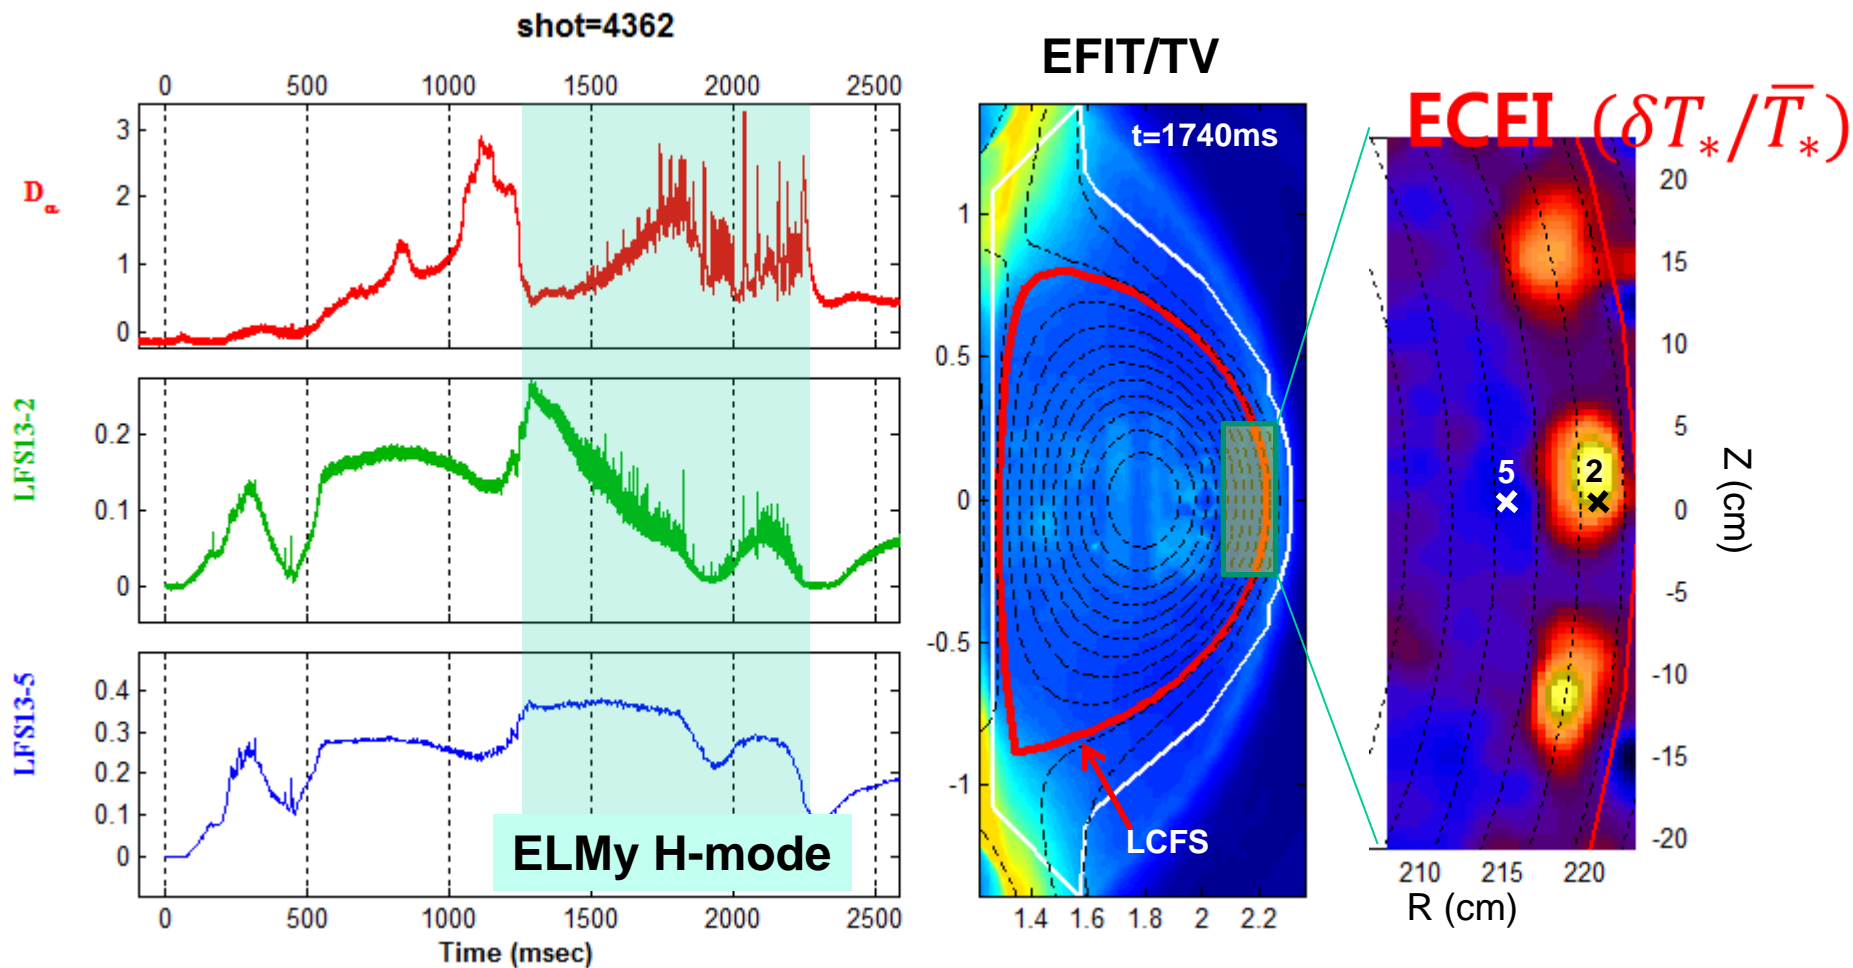 shot=4362
0 500 1000 1500 2000 2500
3
2
1
0
D
α
0.2
0.1
0
LFS13-2
0.4
0.3
0.2
0.1
0
LFS13-5
ELMy H-mode
0 500 1000 1500 2000 2500
Time (msec)
EFIT/TV
t=1740ms
1
0.5
0
-0.5
-1
LCFS
1.4 1.6 1.8 2 2.2
ECEI (δT*/T̅*)
20
15
10
5
0
-5
-10
-15
-20
5
2
Z (cm)
210 215 220
R (cm)